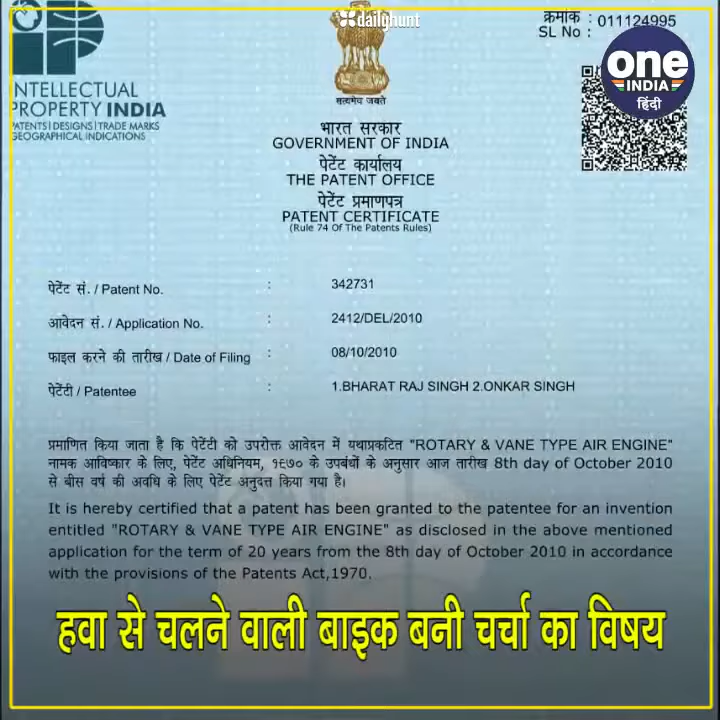 dailyhunt
क्रमांक : 011124995
SL No :
one
INDIA
हिंदी
NTELLECTUAL
PROPERTY INDIA
PATENTS | DESIGNS | TRADE MARKS
GEOGRAPHICAL INDICATIONS
सत्यमेव जयते
भारत सरकार
GOVERNMENT OF INDIA
पेटेंट कार्यालय
THE PATENT OFFICE
पेटेंट प्रमाणपत्र
PATENT CERTIFICATE
(Rule 74 Of The Patents Rules)
पेटेंट सं. / Patent No. : 342731
आवेदन सं. / Application No. : 2412/DEL/2010
फाइल करने की तारीख / Date of Filing : 08/10/2010
पेटेंटी / Patentee : 1.BHARAT RAJ SINGH 2.ONKAR SINGH
प्रमाणित किया जाता है कि पेटेंटी को उपरोक्त आवेदन में यथाप्रकटित "ROTARY & VANE TYPE AIR ENGINE"
नामक आविष्कार के लिए, पेटेंट अधिनियम, १९७० के उपबंधों के अनुसार आज तारीख 8th day of October 2010
से बीस वर्ष की अवधि के लिए पेटेंट अनुदत्त किया गया है।
It is hereby certified that a patent has been granted to the patentee for an invention
entitled "ROTARY & VANE TYPE AIR ENGINE" as disclosed in the above mentioned
application for the term of 20 years from the 8th day of October 2010 in accordance
with the provisions of the Patents Act,1970.
हवा से चलने वाली बाइक बनी चर्चा का विषय